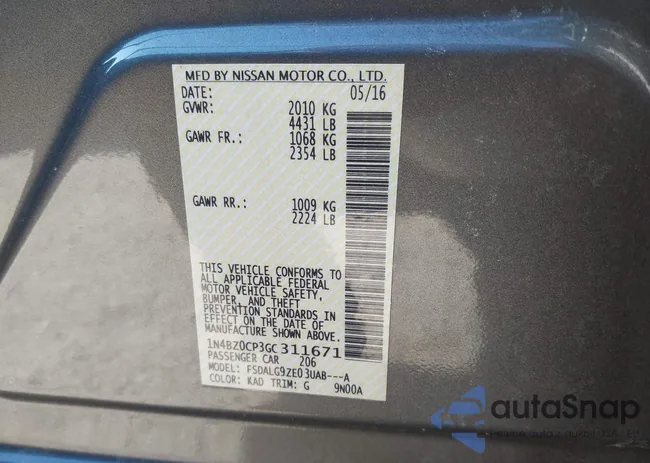 MFD BY NISSAN MOTOR CO., LTD.
DATE: 05/16
GVWR: 2010 KG
4431 LB
GAWR FR.: 1068 KG
2354 LB
GAWR RR.: 1009 KG
2224 LB
THIS VEHICLE CONFORMS TO
ALL APPLICABLE FEDERAL
MOTOR VEHICLE SAFETY,
BUMPER, AND THEFT
PREVENTION STANDARDS IN
EFFECT ON THE DATE OF
MANUFACTURE SHOWN ABOVE.
1N4BZ0CP3GC311671
PASSENGER CAR 206
MODEL: FSDALG9ZE03UAB---A
COLOR: KAD TRIM: G 9N00A
autaSnap